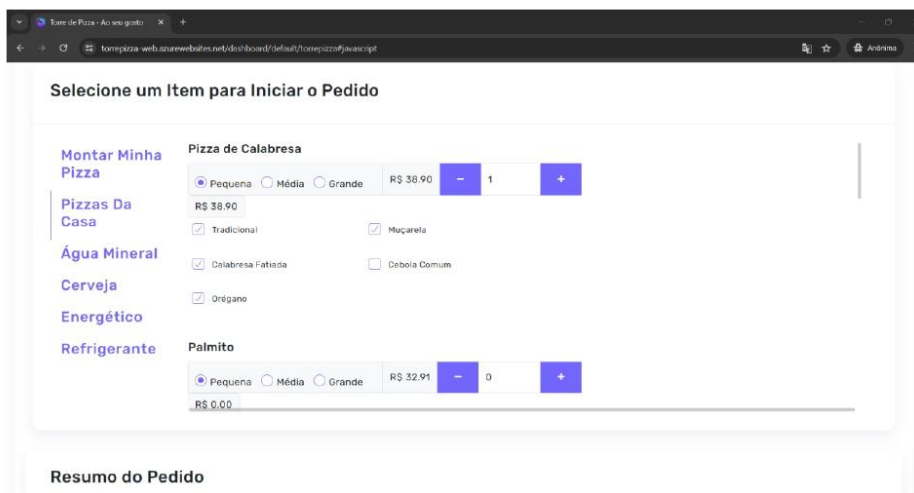 Torre de Pizza - Ao seu gosto
torrepizza-web.azurewebsites.net/dashboard/default/torrepizza#javascript
Anônima
Selecione um Item para Iniciar o Pedido
Montar Minha
Pizza
Pizzas Da
Casa
Água Mineral
Cerveja
Energético
Refrigerante
Pizza de Calabresa
Pequena Média Grande R$ 38.90 - 1 +
R$ 38.90
Tradicional Muçarela
Calabresa Fatiada Cebola Comum
Orégano
Palmito
Pequena Média Grande R$ 32.91 - 0 +
R$ 0.00
Resumo do Pedido